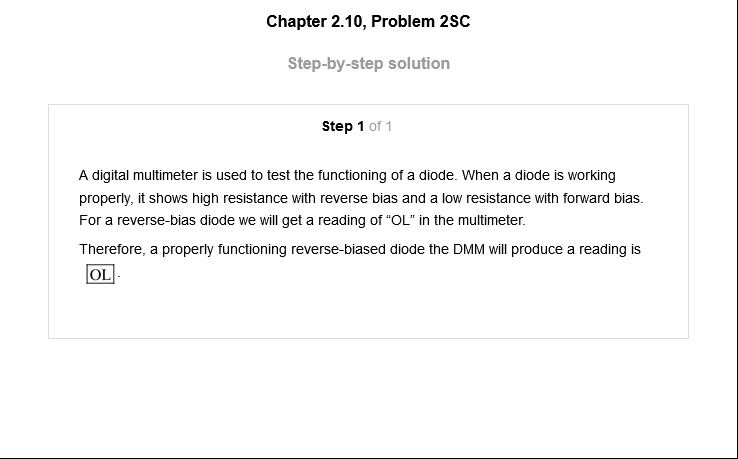 Chapter 2.10, Problem 2SC
Step-by-step solution
Step 1 of 1
A digital multimeter is used to test the functioning of a diode. When a diode is working
properly, it shows high resistance with reverse bias and a low resistance with forward bias.
For a reverse-bias diode we will get a reading of “OL” in the multimeter.
Therefore, a properly functioning reverse-biased diode the DMM will produce a reading is
OL.